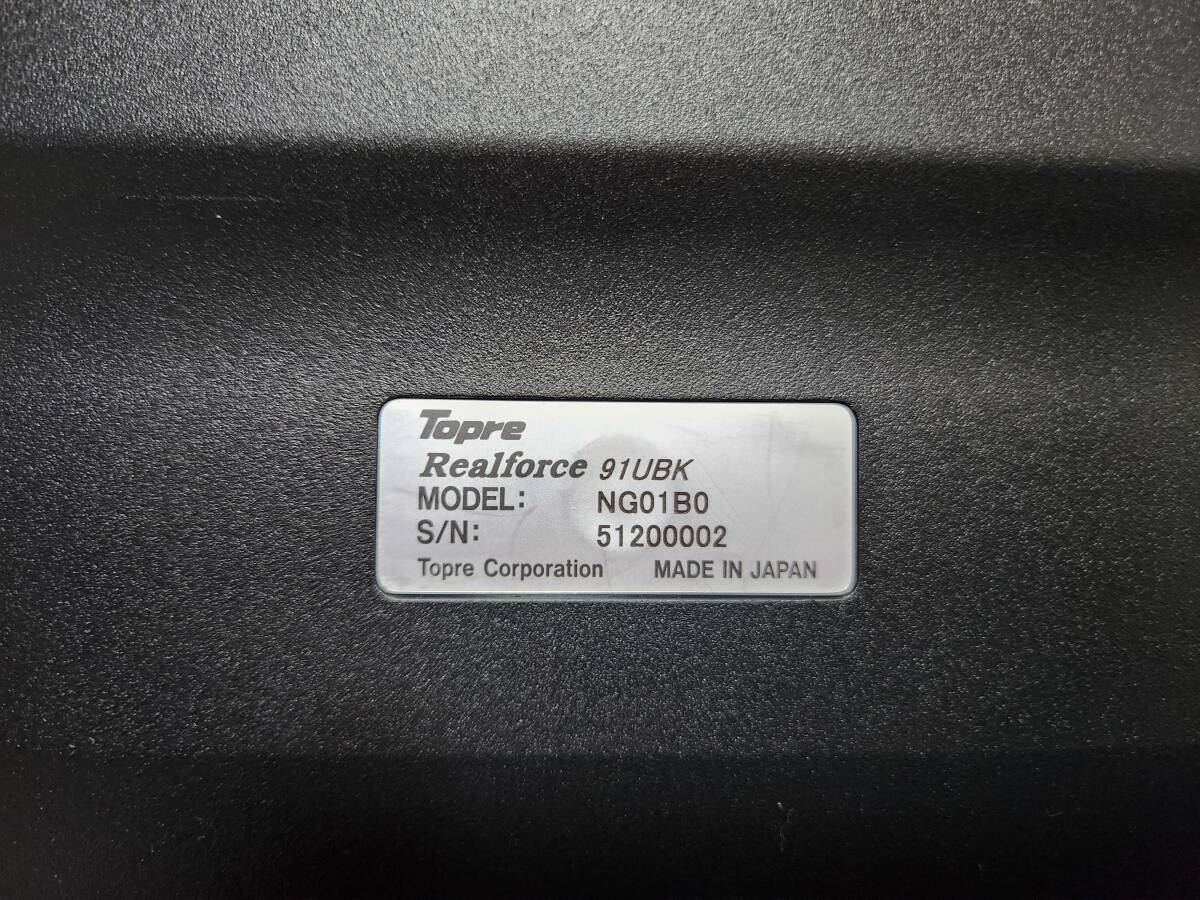 Topre
Realforce 91UBK
MODEL: NG01B0
S/N: 51200002
Topre Corporation MADE IN JAPAN